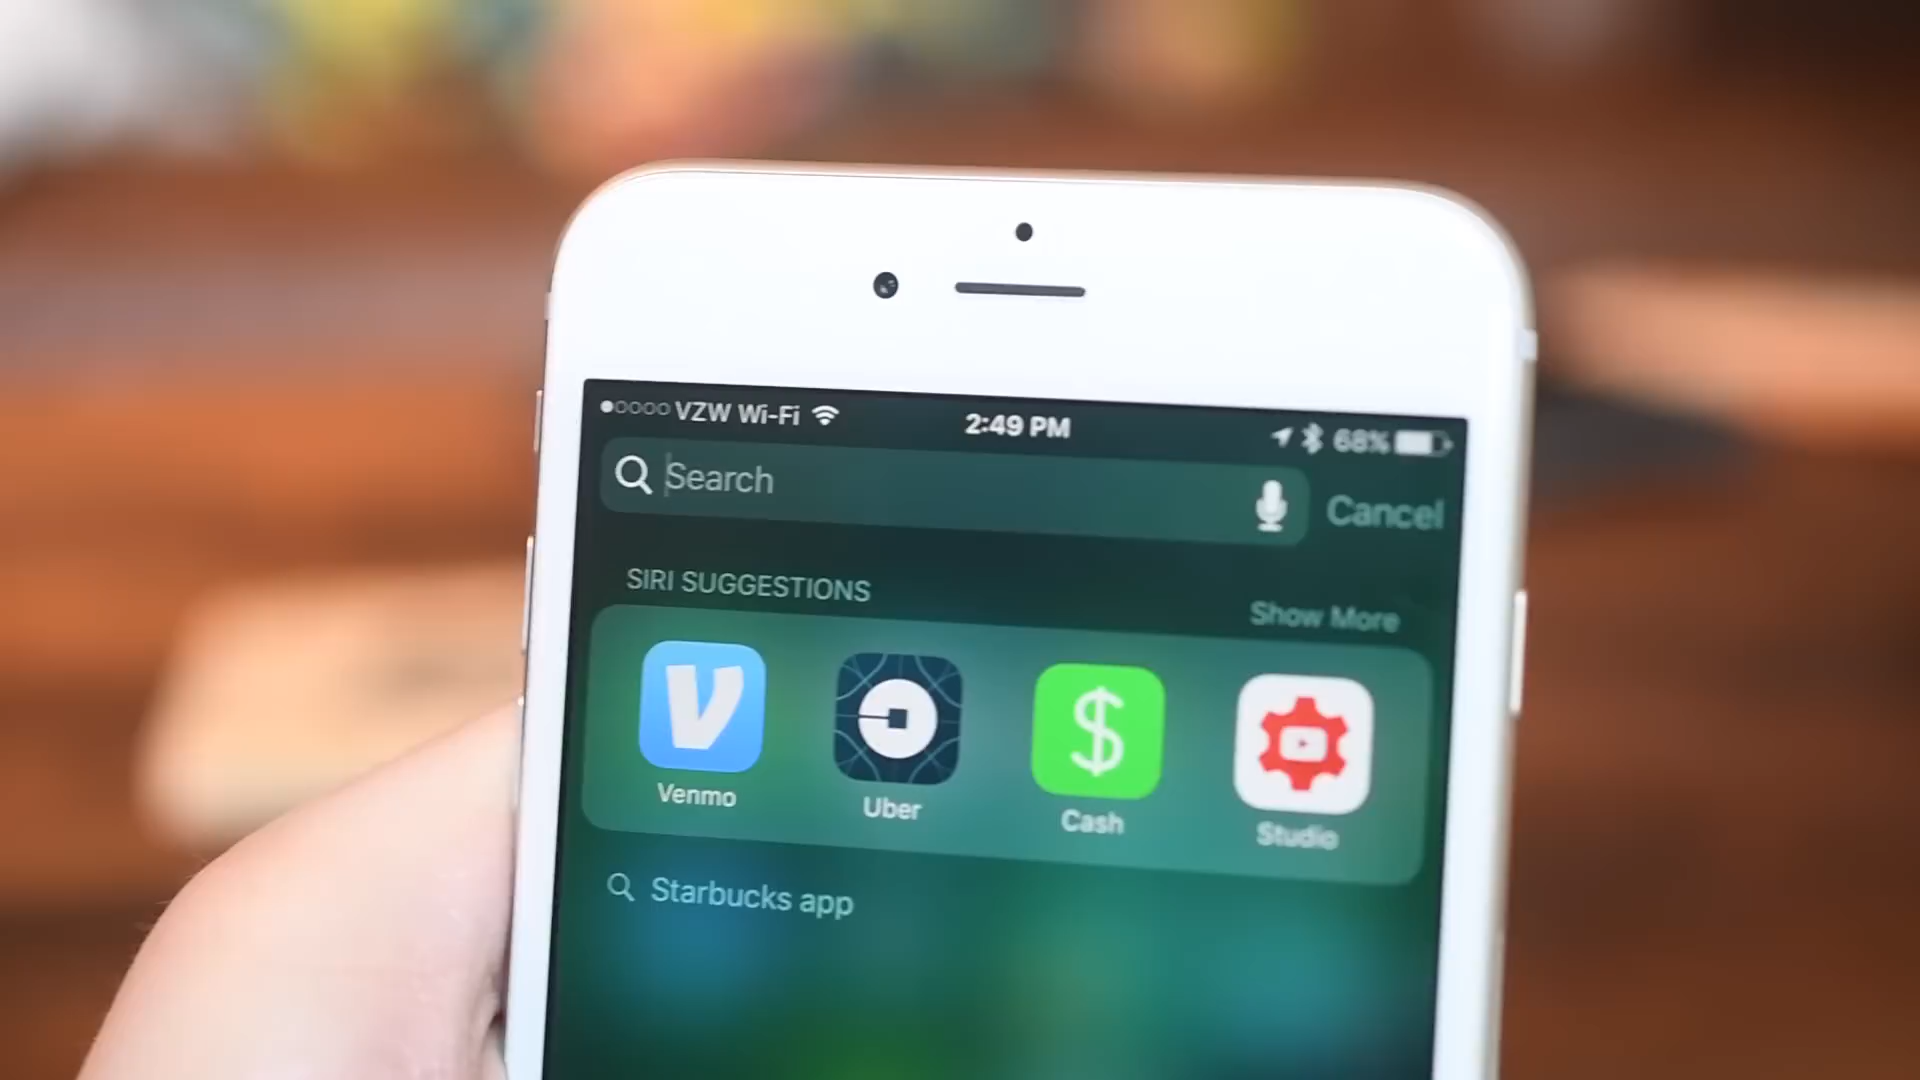 VZW Wi-Fi 2:49 PM 68%
Search Cancel
SIRI SUGGESTIONS Show More
Venmo Uber Cash Studio
Starbucks app